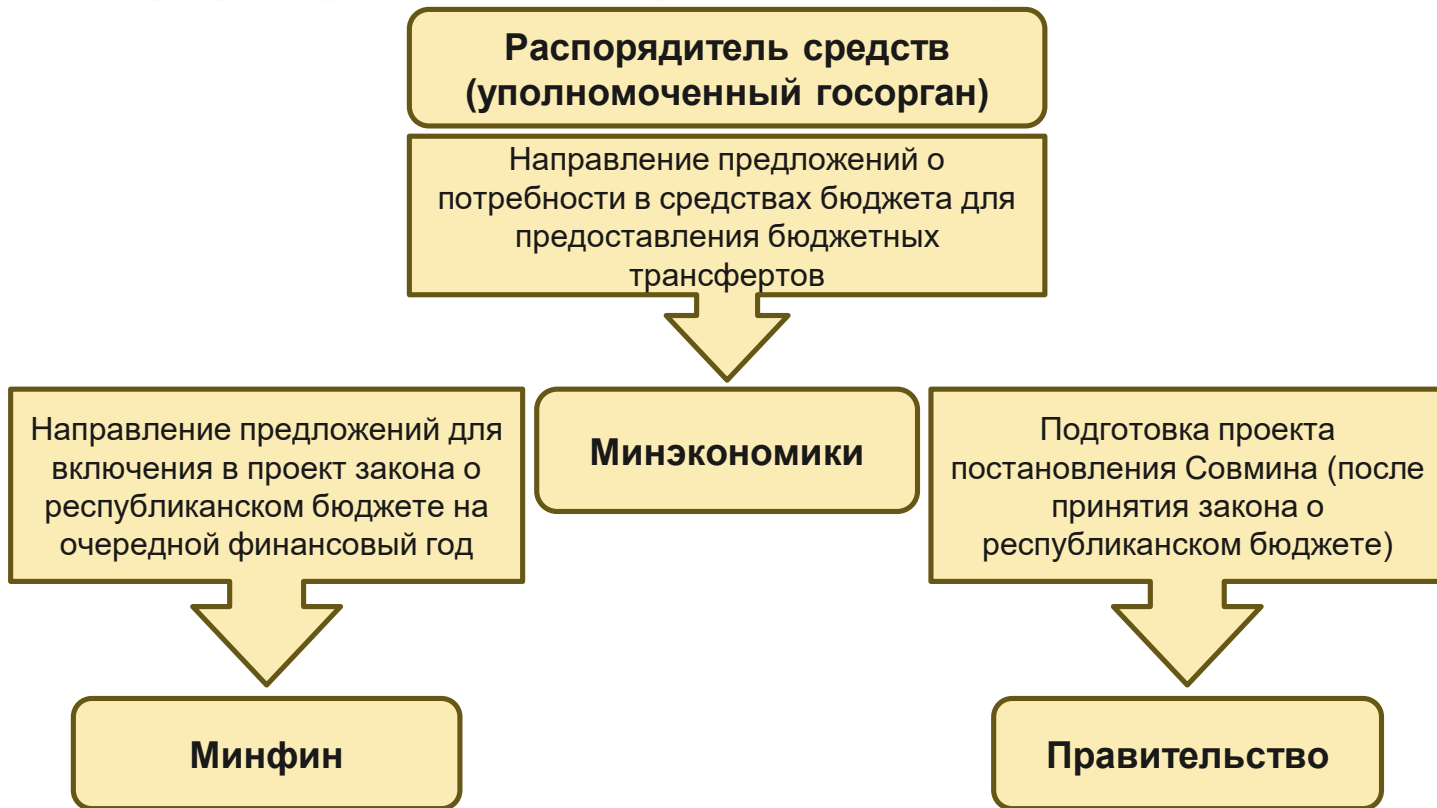 Распорядитель средств
(уполномоченный госорган)
Направление предложений о
потребности в средствах бюджета для
предоставления бюджетных
трансфертов
Направление предложений для
включения в проект закона о
республиканском бюджете на
очередной финансовый год
Минэкономики
Подготовка проекта
постановления Совмина (после
принятия закона о
республиканском бюджете)
Минфин
Правительство